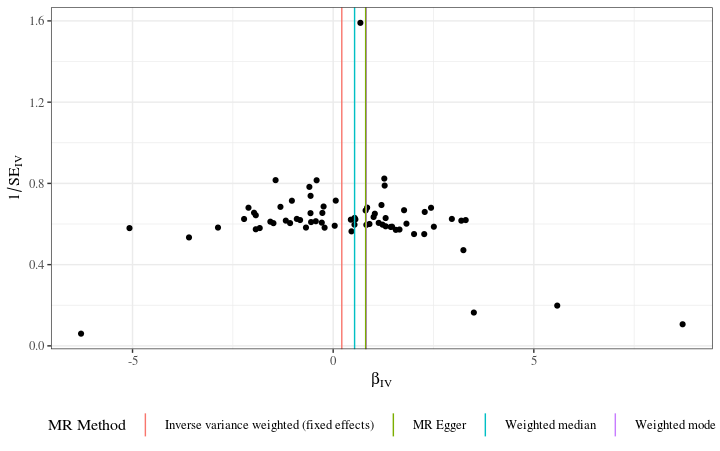 1.6
1.2
0.8
0.4
0.0
1/SE_IV
-5
0
5
β_IV
MR Method
Inverse variance weighted (fixed effects)
MR Egger
Weighted median
Weighted mode